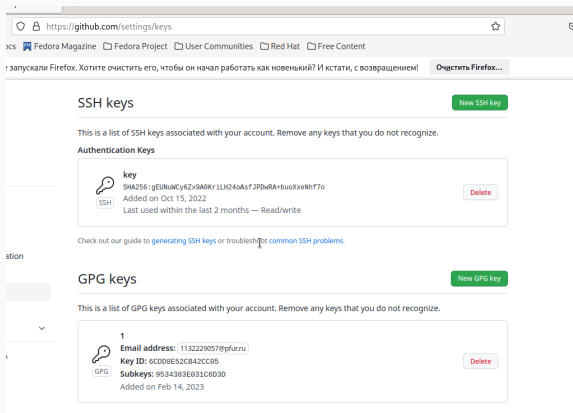 https://github.com/settings/keys
ocs Fedora Magazine Fedora Project User Communities Red Hat Free Content
е запускали Firefox. Хотите очистить его, чтобы он начал работать как новенький? И кстати, с возвращением! Очистить Firefox...
SSH keys
New SSH key
This is a list of SSH keys associated with your account. Remove any keys that you do not recognize.
Authentication Keys
key
SHA256:gEUNuWCy6Zx9A0KriLH24oAsfJPDwRA+buoXxeNhf7o
Added on Oct 15, 2022
Last used within the last 2 months — Read/write
SSH
Delete
Check out our guide to generating SSH keys or troubleshoot common SSH problems.
ation
GPG keys
New GPG key
This is a list of GPG keys associated with your account. Remove any keys that you do not recognize.
1
Email address: 1132229057@pfur.ru
Key ID: 6CDD8E52CB42CC05
Subkeys: 9534383E031C6D3D
Added on Feb 14, 2023
GPG
Delete